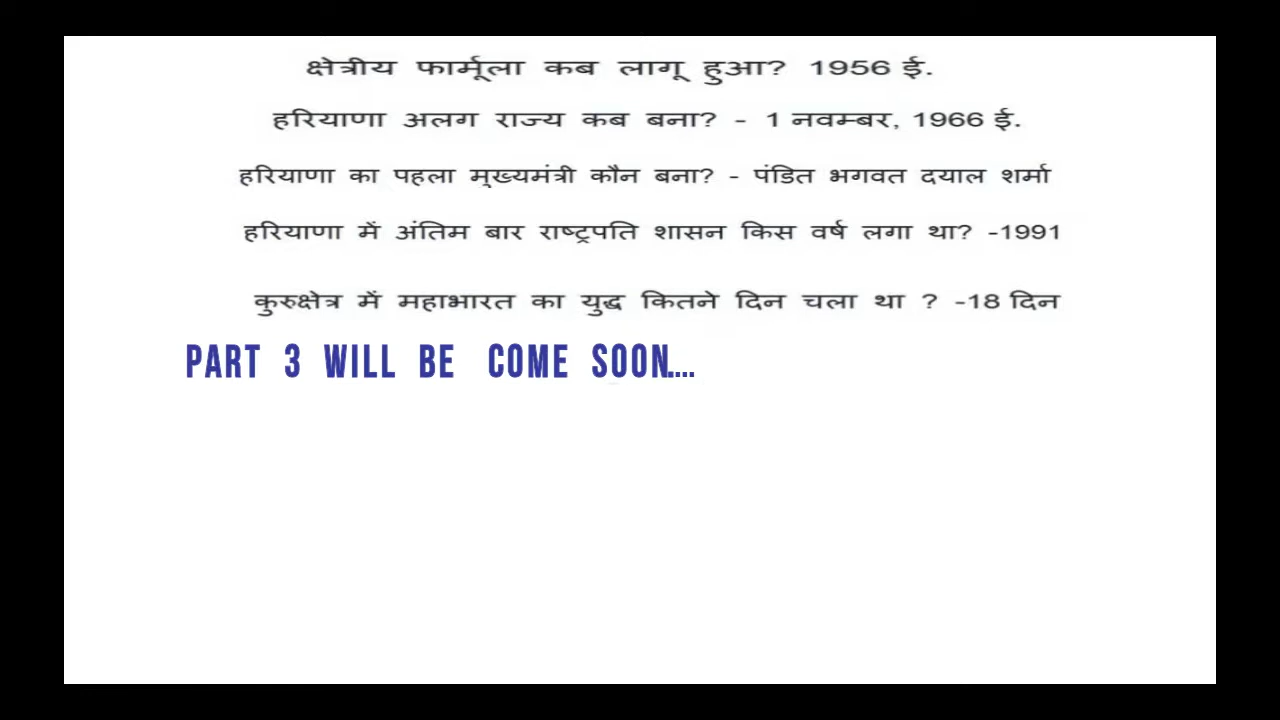 क्षेत्रीय फार्मूला कब लागू हुआ? 1956 ई.
हरियाणा अलग राज्य कब बना? - 1 नवम्बर, 1966 ई.
हरियाणा का पहला मुख्यमंत्री कौन बना? - पंडित भगवत दयाल शर्मा
हरियाणा में अंतिम बार राष्ट्रपति शासन किस वर्ष लगा था? -1991
कुरुक्षेत्र में महाभारत का युद्ध कितने दिन चला था ? -18 दिन
PART 3 WILL BE COME SOON....